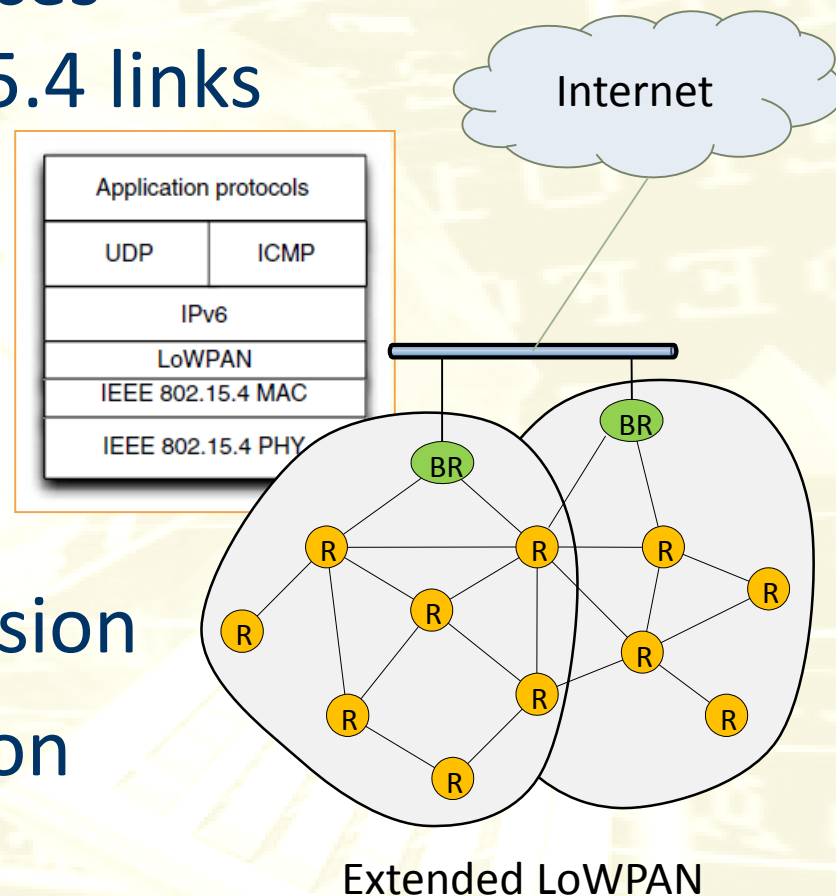 5.4 links
Internet
Application protocols
UDP ICMP
IPv6
LoWPAN
IEEE 802.15.4 MAC
IEEE 802.15.4 PHY
BR
BR
R
R
R
R
R
R
R
R
R
R
R
sion
on
Extended LoWPAN